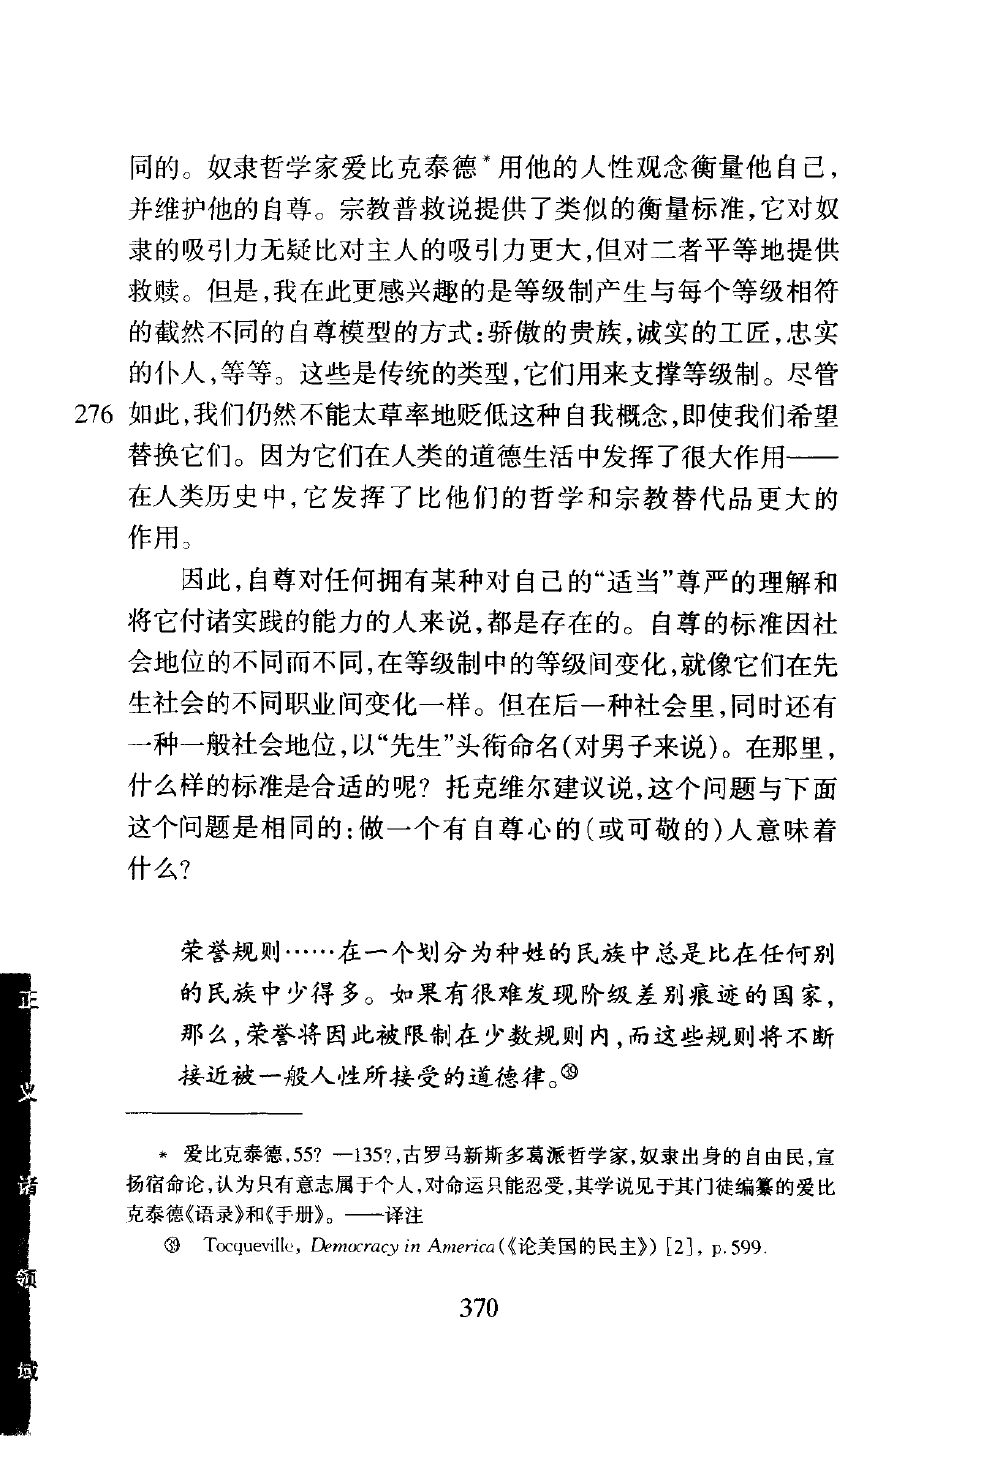 同的。奴隶哲学家爱比克泰德*用他的人性观念衡量他自己，
并维护他的自尊。宗教普救说提供了类似的衡量标准，它对奴
隶的吸引力无疑比对主人的吸引力更大，但对二者平等地提供
救赎。但是，我在此更感兴趣的是等级制产生与每个等级相符
的截然不同的自尊模型的方式：骄傲的贵族，诚实的工匠，忠实
的仆人，等等。这些是传统的类型，它们用来支撑等级制。尽管
276 如此，我们仍然不能太草率地贬低这种自我概念，即使我们希望
替换它们。因为它们在人类的道德生活中发挥了很大作用——
在人类历史中，它发挥了比他们的哲学和宗教替代品更大的
作用。
因此，自尊对任何拥有某种对自己的“适当”尊严的理解和
将它付诸实践的能力的人来说，都是存在的。自尊的标准因社
会地位的不同而不同，在等级制中的等级间变化，就像它们在先
生社会的不同职业间变化一样。但在后一种社会里，同时还有
一种一般社会地位，以“先生”头衔命名(对男子来说)。在那里，
什么样的标准是合适的呢？托克维尔建议说，这个问题与下面
这个问题是相同的：做一个有自尊心的(或可敬的)人意味着
什么？
荣誉规则……在一个划分为种姓的民族中总是比在任何别
的民族中少得多。如果有很难发现阶级差别痕迹的国家，
那么，荣誉将因此被限制在少数规则内，而这些规则将不断
接近被一般人性所接受的道德律。㊴
* 爱比克泰德，55？—135？，古罗马新斯多葛派哲学家，奴隶出身的自由民，宣
扬宿命论，认为只有意志属于个人，对命运只能忍受，其学说见于其门徒编纂的爱比
克泰德《语录》和《手册》。——译注
㊴ Tocqueville, Democracy in America(《论美国的民主》) [2], p.599.
370
正义诸领域